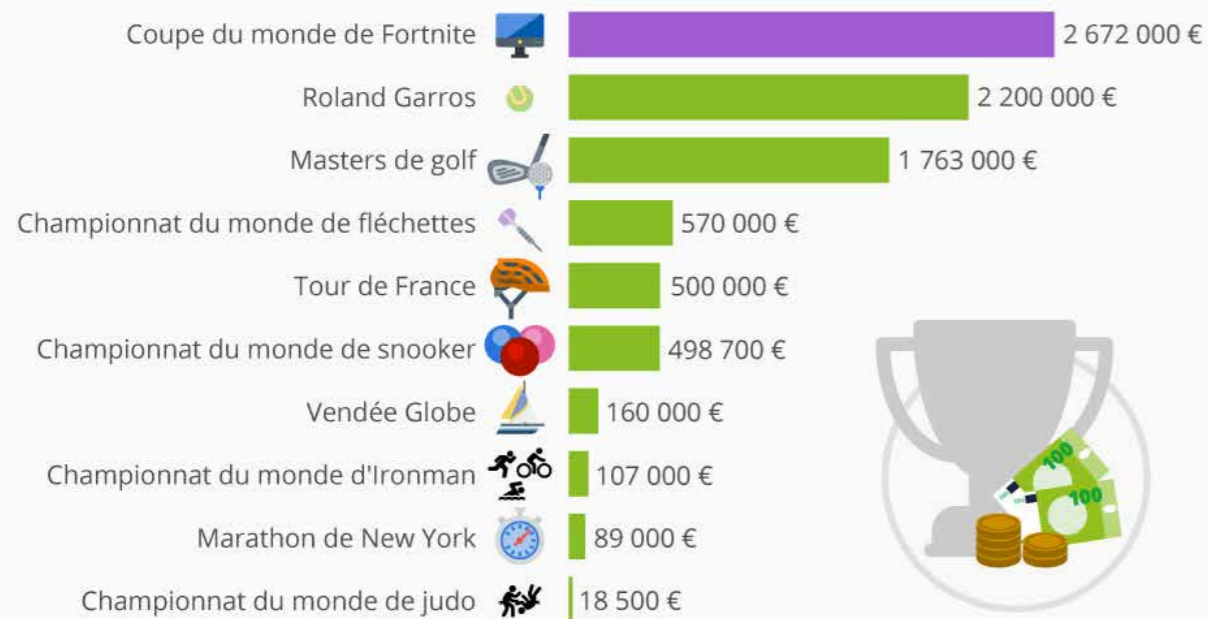 Coupe du monde de Fortnite 2 672 000 €
Roland Garros 2 200 000 €
Masters de golf 1 763 000 €
Championnat du monde de fléchettes 570 000 €
Tour de France 500 000 €
Championnat du monde de snooker 498 700 €
Vendée Globe 160 000 €
Championnat du monde d'Ironman 107 000 €
100
100
Marathon de New York 89 000 €
Championnat du monde de judo 18 500 €